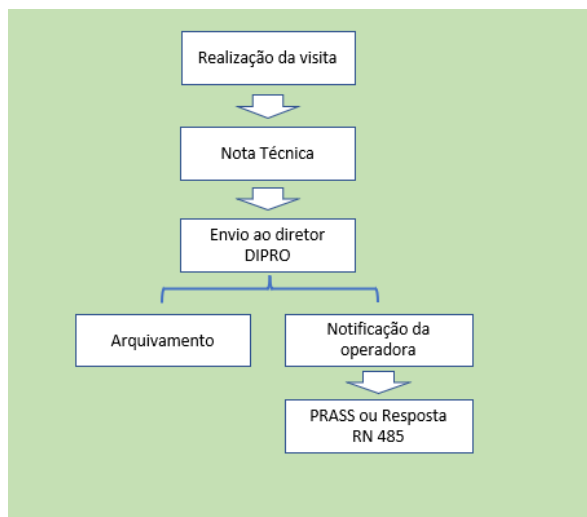 Realização da visita
Nota Técnica
Envio ao diretor
DIPRO
Arquivamento
Notificação da
operadora
PRASS ou Resposta
RN 485